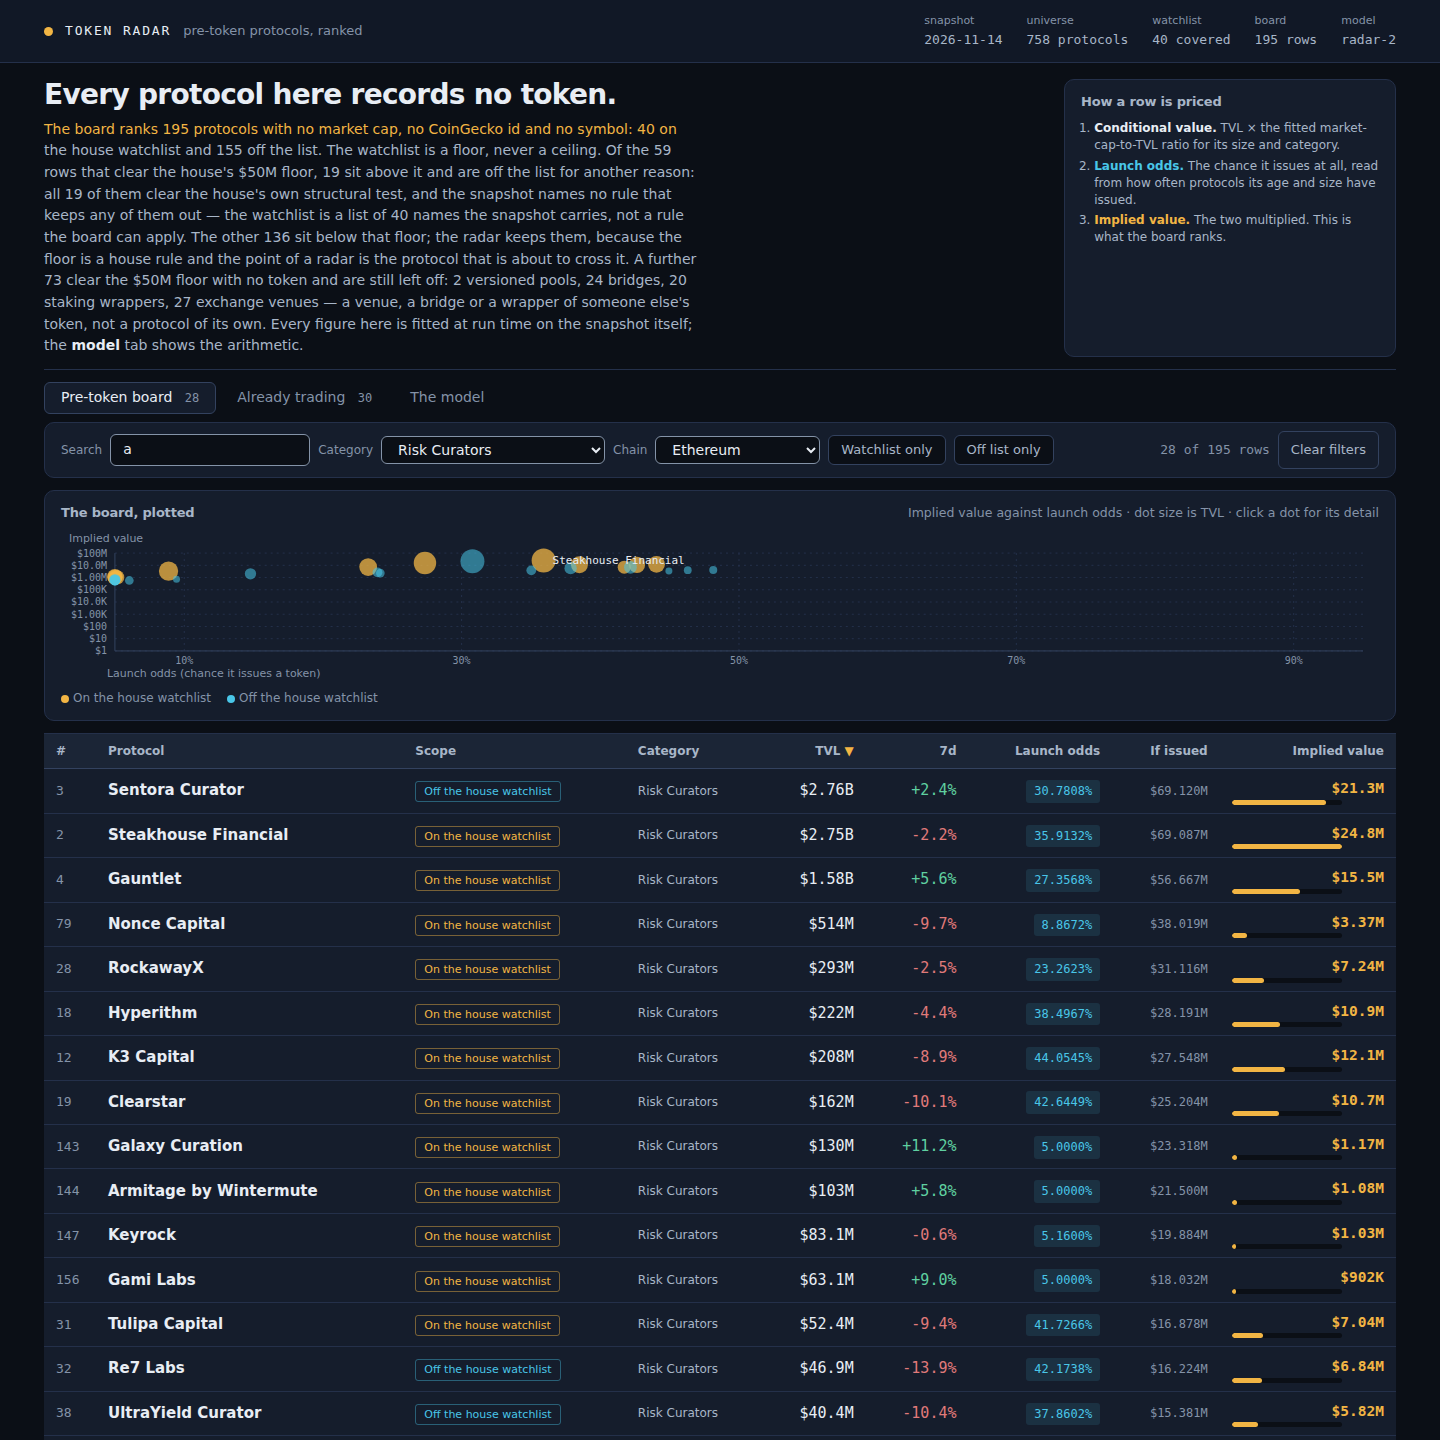 TOKEN RADAR pre-token protocols, ranked
snapshot universe watchlist board model
2026-11-14 758 protocols 40 covered 195 rows radar-2
Every protocol here records no token.
The board ranks 195 protocols with no market cap, no CoinGecko id and no symbol: 40 on
the house watchlist and 155 off the list. The watchlist is a floor, never a ceiling. Of the 59
rows that clear the house's $50M floor, 19 sit above it and are off the list for another reason:
all 19 of them clear the house's own structural test, and the snapshot names no rule that
keeps any of them out — the watchlist is a list of 40 names the snapshot carries, not a rule
the board can apply. The other 136 sit below that floor; the radar keeps them, because the
floor is a house rule and the point of a radar is the protocol that is about to cross it. A further
73 clear the $50M floor with no token and are still left off: 2 versioned pools, 24 bridges, 20
staking wrappers, 27 exchange venues — a venue, a bridge or a wrapper of someone else's
token, not a protocol of its own. Every figure here is fitted at run time on the snapshot itself;
the model tab shows the arithmetic.
How a row is priced
1. Conditional value. TVL × the fitted market-
cap-to-TVL ratio for its size and category.
2. Launch odds. The chance it issues at all, read
from how often protocols its age and size have
issued.
3. Implied value. The two multiplied. This is
what the board ranks.
Pre-token board 28 Already trading 30 The model
Search a Category Risk Curators Chain Ethereum Watchlist only Off list only 28 of 195 rows Clear filters
The board, plotted Implied value against launch odds · dot size is TVL · click a dot for its detail
Implied value
$100M
$10.0M
$1.00M
$100K
$10.0K
$1.00K
$100
$10
$1
Steakhouse Financial
10% 30% 50% 70% 90%
Launch odds (chance it issues a token)
On the house watchlist Off the house watchlist
# Protocol Scope Category TVL ▼ 7d Launch odds If issued Implied value
3 Sentora Curator Off the house watchlist Risk Curators $2.76B +2.4% 30.7808% $69.120M $21.3M
2 Steakhouse Financial On the house watchlist Risk Curators $2.75B -2.2% 35.9132% $69.087M $24.8M
4 Gauntlet On the house watchlist Risk Curators $1.58B +5.6% 27.3568% $56.667M $15.5M
79 Nonce Capital On the house watchlist Risk Curators $514M -9.7% 8.8672% $38.019M $3.37M
28 RockawayX On the house watchlist Risk Curators $293M -2.5% 23.2623% $31.116M $7.24M
18 Hyperithm On the house watchlist Risk Curators $222M -4.4% 38.4967% $28.191M $10.9M
12 K3 Capital On the house watchlist Risk Curators $208M -8.9% 44.0545% $27.548M $12.1M
19 Clearstar On the house watchlist Risk Curators $162M -10.1% 42.6449% $25.204M $10.7M
143 Galaxy Curation On the house watchlist Risk Curators $130M +11.2% 5.0000% $23.318M $1.17M
144 Armitage by Wintermute On the house watchlist Risk Curators $103M +5.8% 5.0000% $21.500M $1.08M
147 Keyrock On the house watchlist Risk Curators $83.1M -0.6% 5.1600% $19.884M $1.03M
156 Gami Labs On the house watchlist Risk Curators $63.1M +9.0% 5.0000% $18.032M $902K
31 Tulipa Capital On the house watchlist Risk Curators $52.4M -9.4% 41.7266% $16.878M $7.04M
32 Re7 Labs Off the house watchlist Risk Curators $46.9M -13.9% 42.1738% $16.224M $6.84M
38 UltraYield Curator Off the house watchlist Risk Curators $40.4M -10.4% 37.8602% $15.381M $5.82M